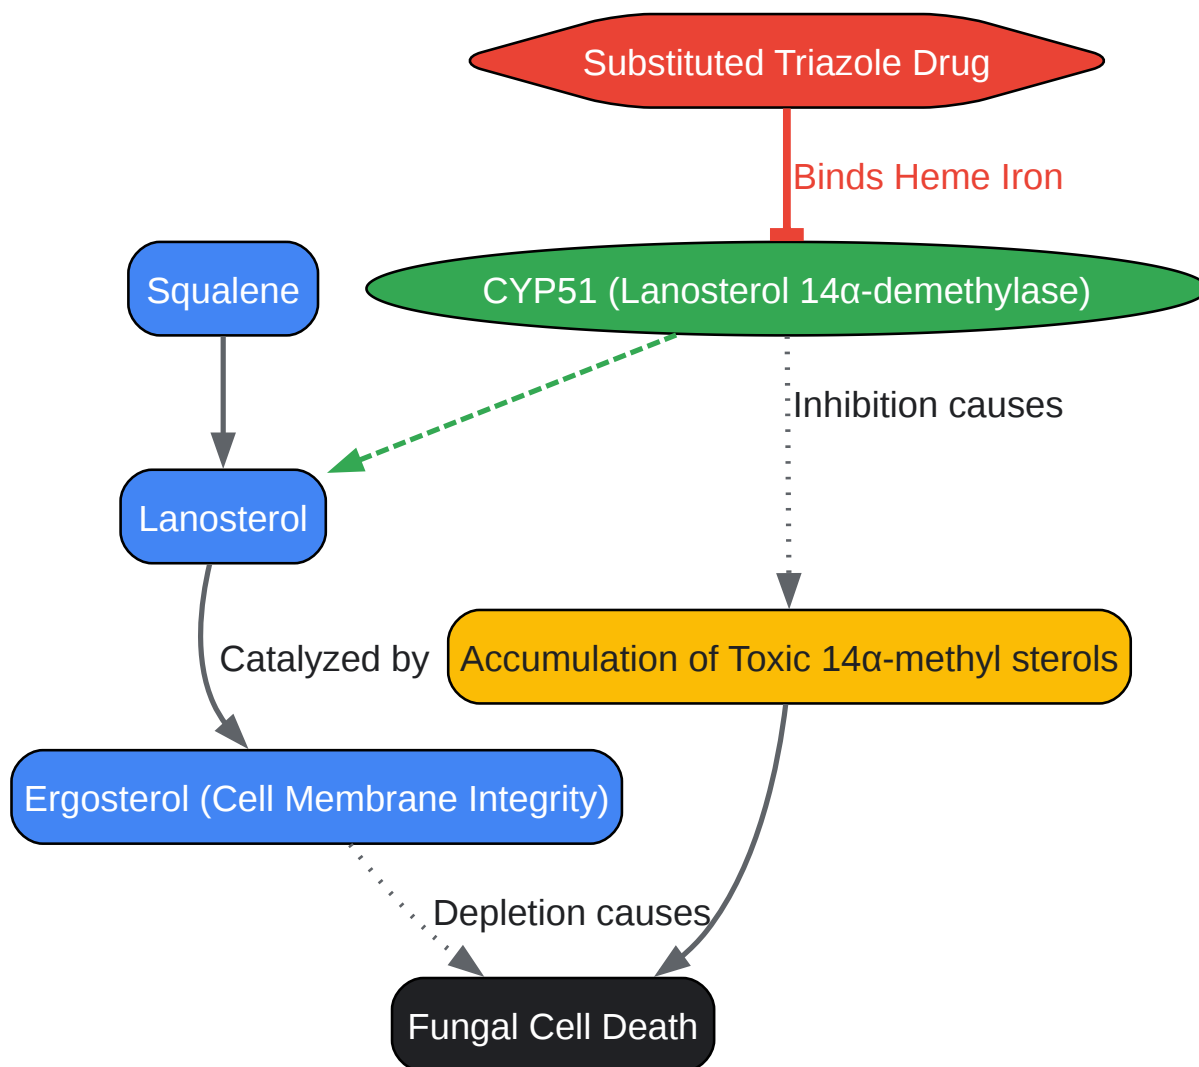 Substituted Triazole Drug
Binds Heme Iron
Squalene
CYP51 (Lanosterol 14α-demethylase)
Inhibition causes
Lanosterol
Catalyzed by
Accumulation of Toxic 14α-methyl sterols
Ergosterol (Cell Membrane Integrity)
Depletion causes
Fungal Cell Death